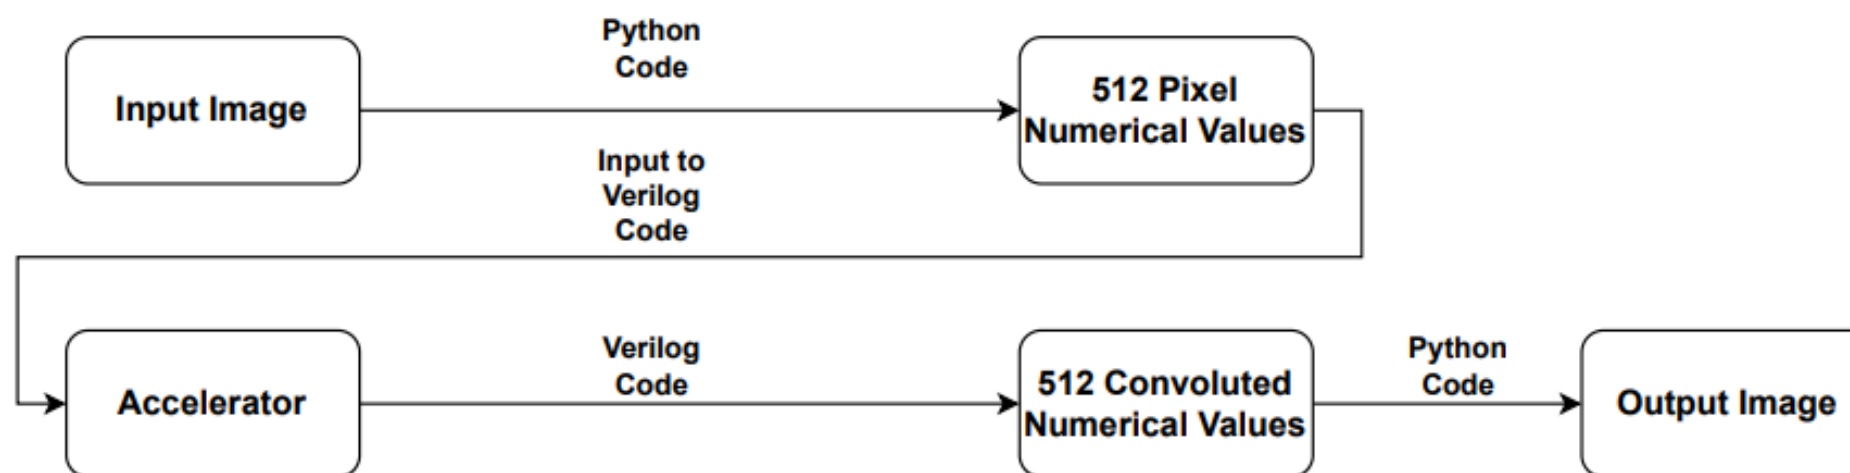 Python
Code
Input Image
512 Pixel
Numerical Values
Input to
Verilog
Code
Accelerator
Verilog
Code
512 Convoluted
Numerical Values
Python
Code
Output Image